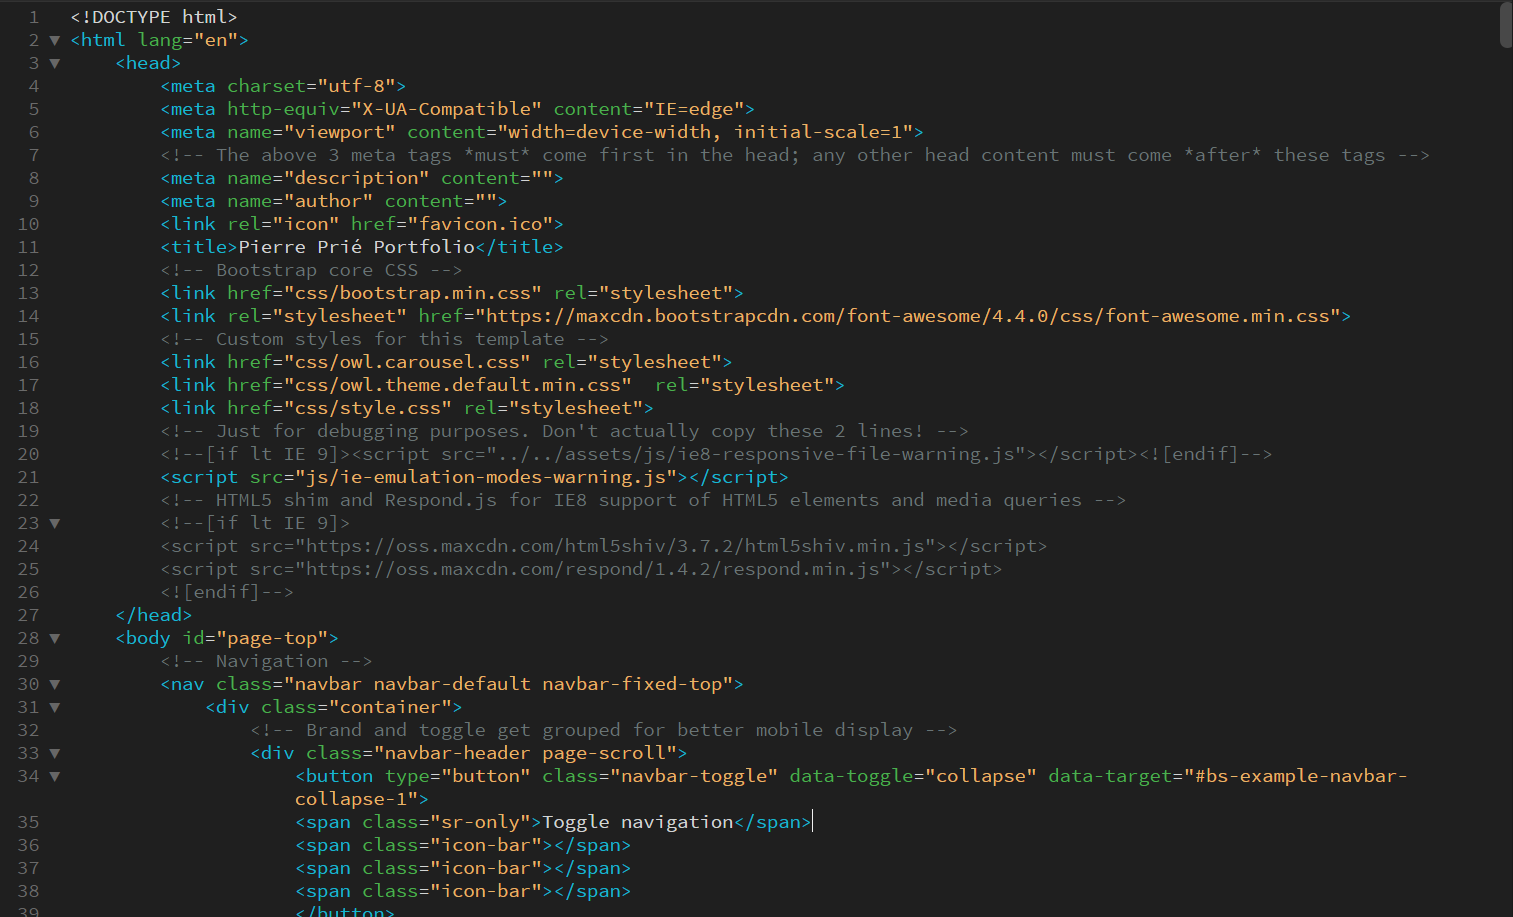 1 <!DOCTYPE html>
2 ▼ <html lang="en">
3 ▼ <head>
4 <meta charset="utf-8">
5 <meta http-equiv="X-UA-Compatible" content="IE=edge">
6 <meta name="viewport" content="width=device-width, initial-scale=1">
7 <!-- The above 3 meta tags *must* come first in the head; any other head content must come *after* these tags -->
8 <meta name="description" content="">
9 <meta name="author" content="">
10 <link rel="icon" href="favicon.ico">
11 <title>Pierre Prié Portfolio</title>
12 <!-- Bootstrap core CSS -->
13 <link href="css/bootstrap.min.css" rel="stylesheet">
14 <link rel="stylesheet" href="https://maxcdn.bootstrapcdn.com/font-awesome/4.4.0/css/font-awesome.min.css">
15 <!-- Custom styles for this template -->
16 <link href="css/owl.carousel.css" rel="stylesheet">
17 <link href="css/owl.theme.default.min.css"  rel="stylesheet">
18 <link href="css/style.css" rel="stylesheet">
19 <!-- Just for debugging purposes. Don't actually copy these 2 lines! -->
20 <!--[if lt IE 9]><script src="../../assets/js/ie8-responsive-file-warning.js"></script><![endif]-->
21 <script src="js/ie-emulation-modes-warning.js"></script>
22 <!-- HTML5 shim and Respond.js for IE8 support of HTML5 elements and media queries -->
23 ▼ <!--[if lt IE 9]>
24 <script src="https://oss.maxcdn.com/html5shiv/3.7.2/html5shiv.min.js"></script>
25 <script src="https://oss.maxcdn.com/respond/1.4.2/respond.min.js"></script>
26 <![endif]-->
27 </head>
28 ▼ <body id="page-top">
29 <!-- Navigation -->
30 ▼ <nav class="navbar navbar-default navbar-fixed-top">
31 ▼ <div class="container">
32 <!-- Brand and toggle get grouped for better mobile display -->
33 ▼ <div class="navbar-header page-scroll">
34 ▼ <button type="button" class="navbar-toggle" data-toggle="collapse" data-target="#bs-example-navbar-
collapse-1">
35 <span class="sr-only">Toggle navigation</span>
36 <span class="icon-bar"></span>
37 <span class="icon-bar"></span>
38 <span class="icon-bar"></span>
39 </button>